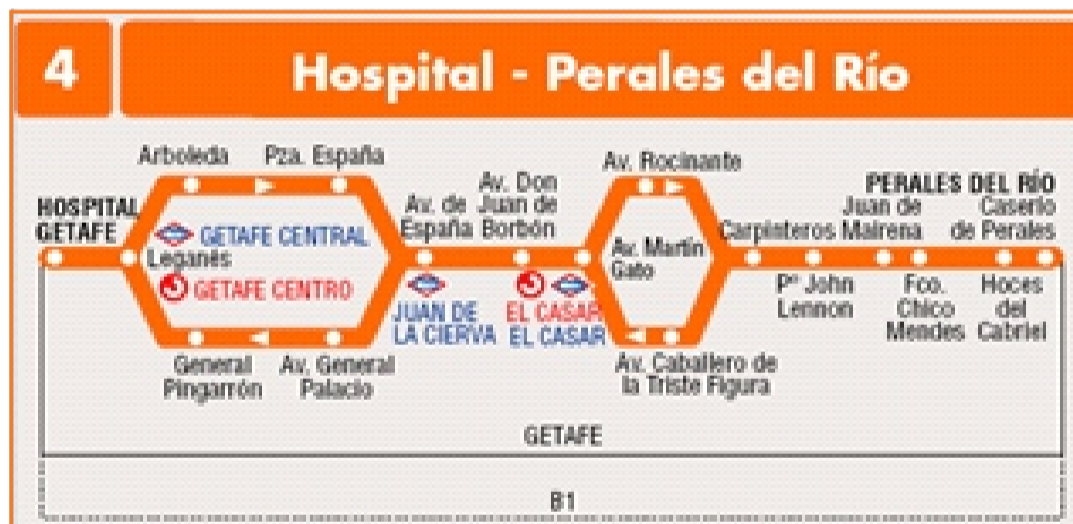 4
Hospital - Perales del Río
Arboleda
Pza. España
HOSPITAL
GETAFE
Leganés
GETAFE CENTRAL
GETAFE CENTRO
General
Pingarrón
Av. General
Palacio
Av. de
España
JUAN DE
LA CIERVA
Av. Don
Juan de
Borbón
EL CASAR
EL CASAR
Av. Rocinante
Av. Martín
Gato
Av. Caballero de
la Triste Figura
PERALES DEL RÍO
Carpinteros
Pº John
Lennon
Juan de
Mairena
Fco.
Chico
Mendes
Caserío
de Perales
Hoces
del
Cabriel
GETAFE
B1